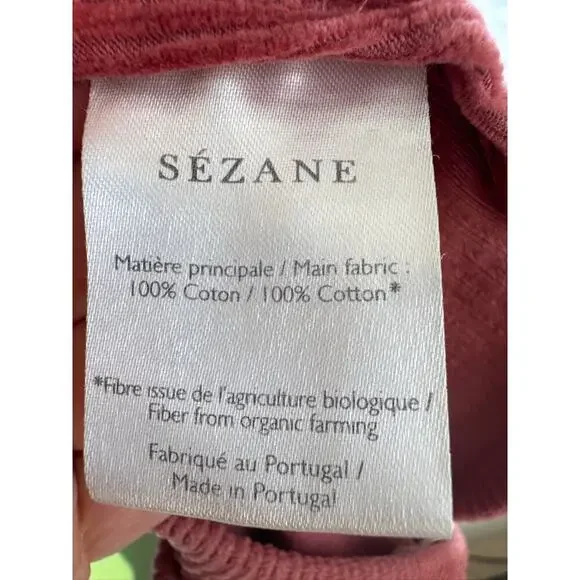 SÉZANE
Matière principale / Main fabric :
100% Coton / 100% Cotton*
*Fibre issue de l'agriculture biologique /
Fiber from organic farming
Fabriqué au Portugal /
Made in Portugal